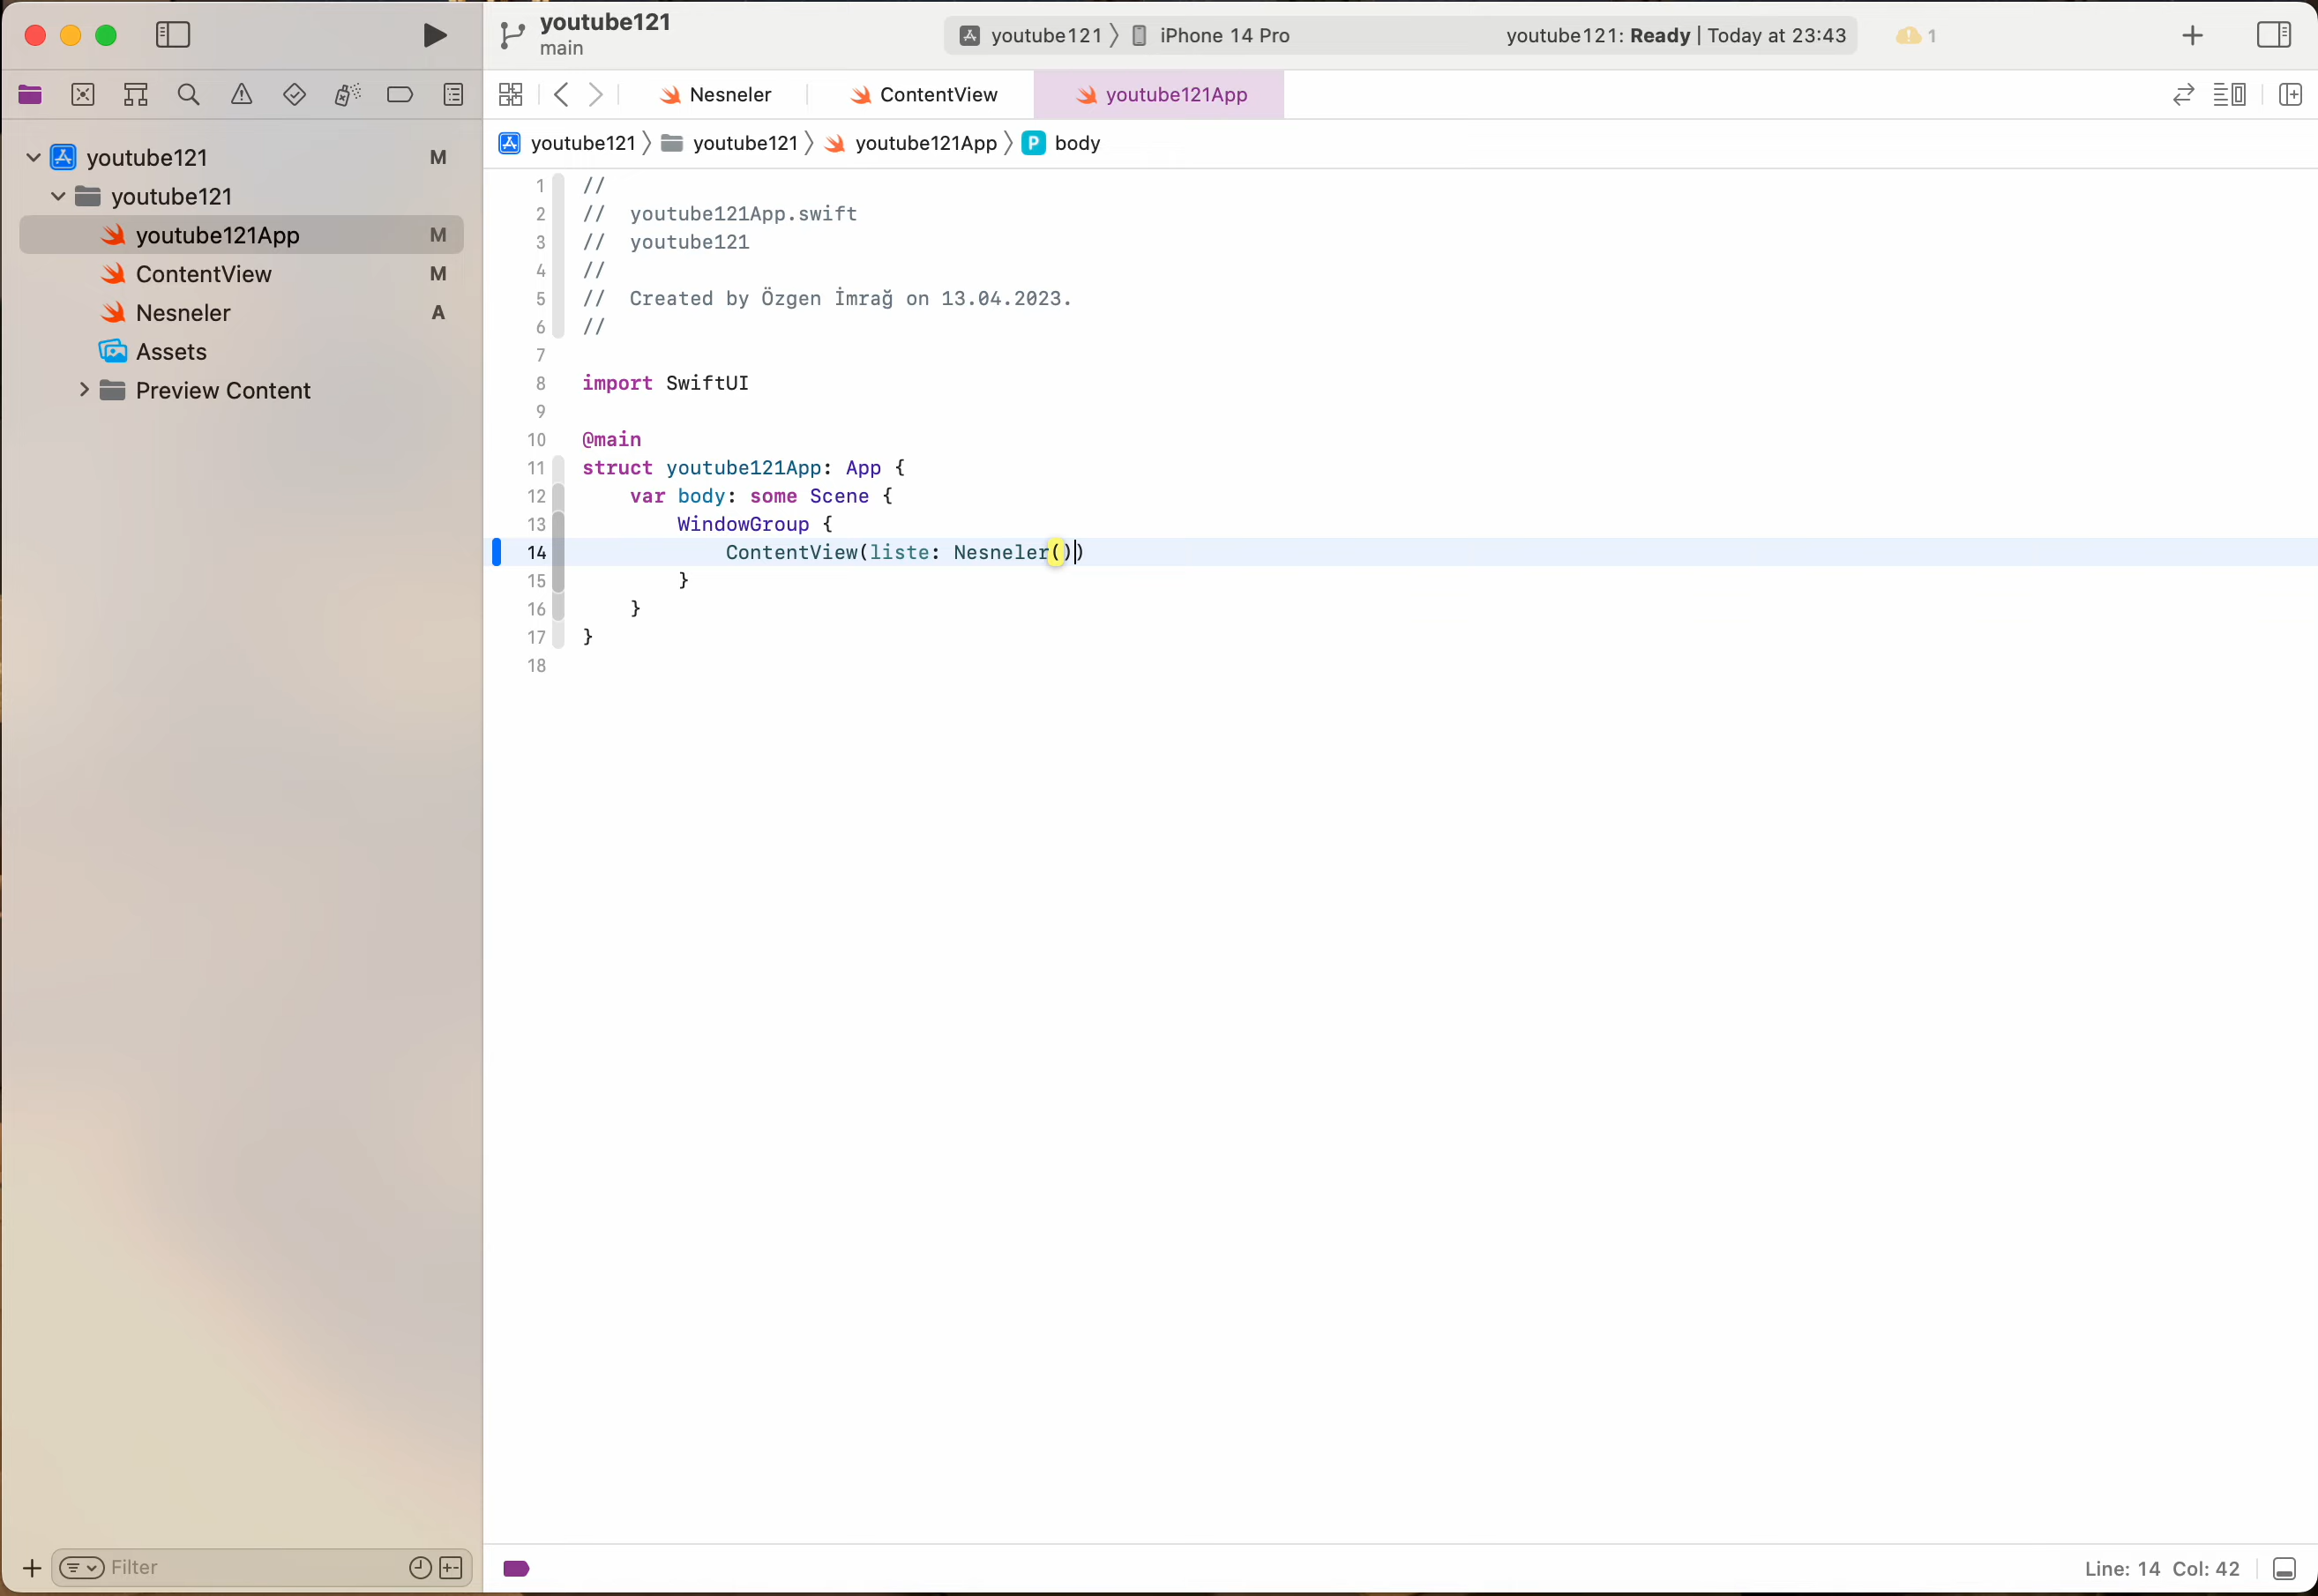 youtube121
main
youtube121 iPhone 14 Pro
youtube121: Ready | Today at 23:43
1
Nesneler
ContentView
youtube121App
youtube121 youtube121 youtube121App P body
youtube121 M
youtube121
youtube121App M
ContentView M
Nesneler A
Assets
Preview Content
1 //
2 //  youtube121App.swift
3 //  youtube121
4 //
5 //  Created by Özgen İmrağ on 13.04.2023.
6 //
7
8 import SwiftUI
9
10 @main
11 struct youtube121App: App {
12     var body: some Scene {
13         WindowGroup {
14             ContentView(liste: Nesneler())
15         }
16     }
17 }
18
Filter
Line: 14 Col: 42